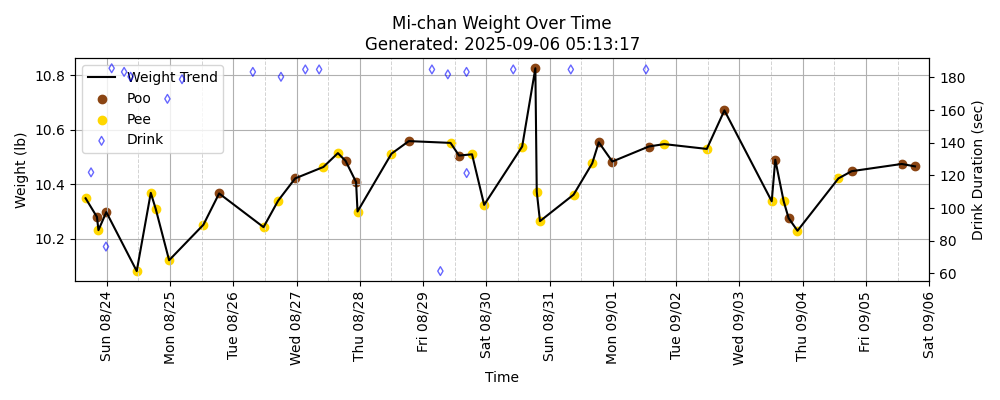 Mi-chan Weight Over Time
Generated: 2025-09-06 05:13:17
Weight (lb)
10.8
10.6
10.4
10.2
Weight Trend
Poo
Pee
Drink
180
160
140
120
100
80
60
Drink Duration (sec)
Sun 08/24
Mon 08/25
Tue 08/26
Wed 08/27
Thu 08/28
Fri 08/29
Sat 08/30
Sun 08/31
Mon 09/01
Tue 09/02
Wed 09/03
Thu 09/04
Fri 09/05
Sat 09/06
Time